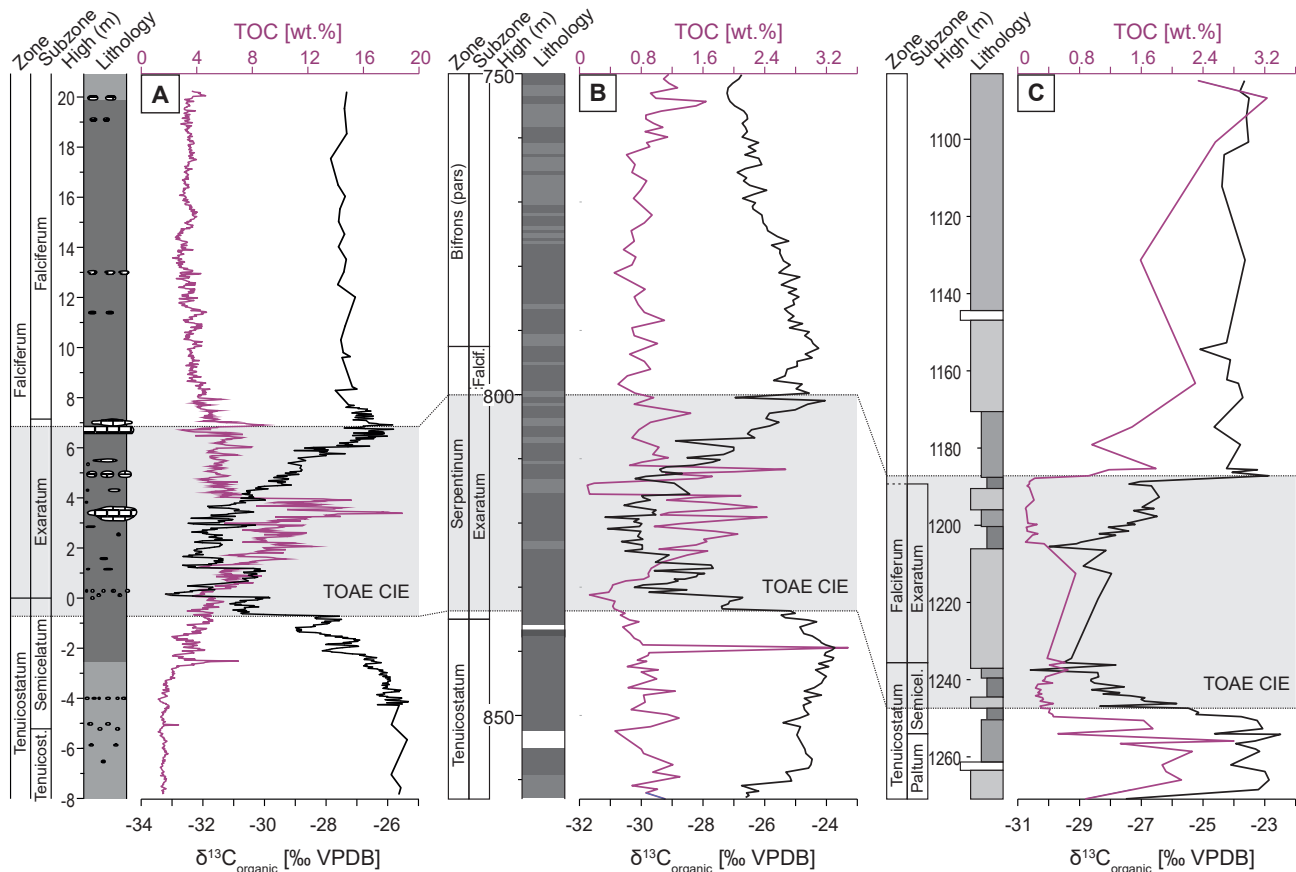 Zone Subzone High (m) Lithology
TOC [wt.%]
0 4 8 12 16 20
A
20
18
16
14
12
10
8
6
4
2
0
-2
-4
-6
-8
Falciferum
Tenuicostatum
Falciferum
Exaratum
Semicelatum
Tenuicost.
TOAE CIE
-34 -32 -30 -28 -26
δ13Corganic [‰ VPDB]
Zone Subzone High (m) Lithology
TOC [wt.%]
0 0.8 1.6 2.4 3.2 3.6
B
750
800
850
Bifrons (pars)
Serpentinum
Tenuicostatum
Falcif.
Exaratum
TOAE CIE
-32 -30 -28 -26 -24
δ13Corganic [‰ VPDB]
Zone Subzone High (m) Lithology
TOC [wt.%]
0 0.8 1.6 2.4 3.2
C
1100
1120
1140
1160
1180
1200
1220
1240
1260
Falciferum
Tenuicostatum
Exaratum
Semicel.
Paltum
TOAE CIE
-31 -29 -27 -25 -23
δ13Corganic [‰ VPDB]